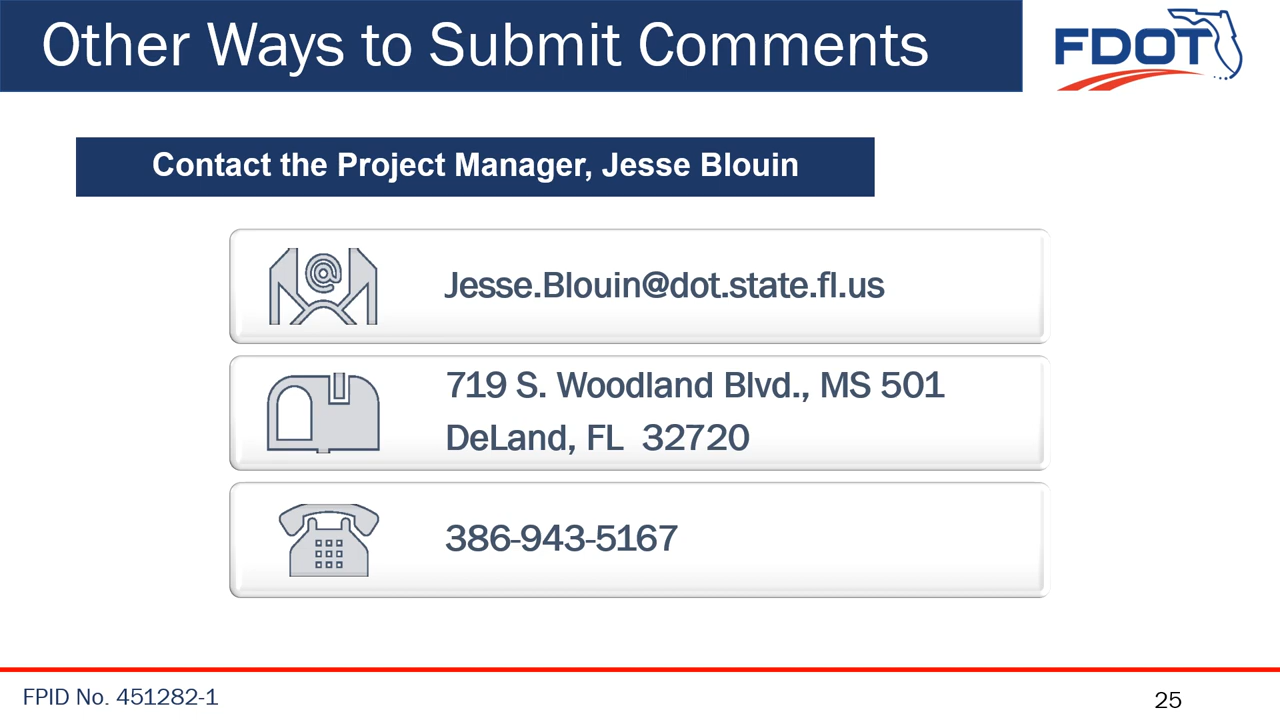 Other Ways to Submit Comments
FDOT
Contact the Project Manager, Jesse Blouin
@
Jesse.Blouin@dot.state.fl.us
719 S. Woodland Blvd., MS 501
DeLand, FL 32720
386-943-5167
FPID No. 451282-1
25